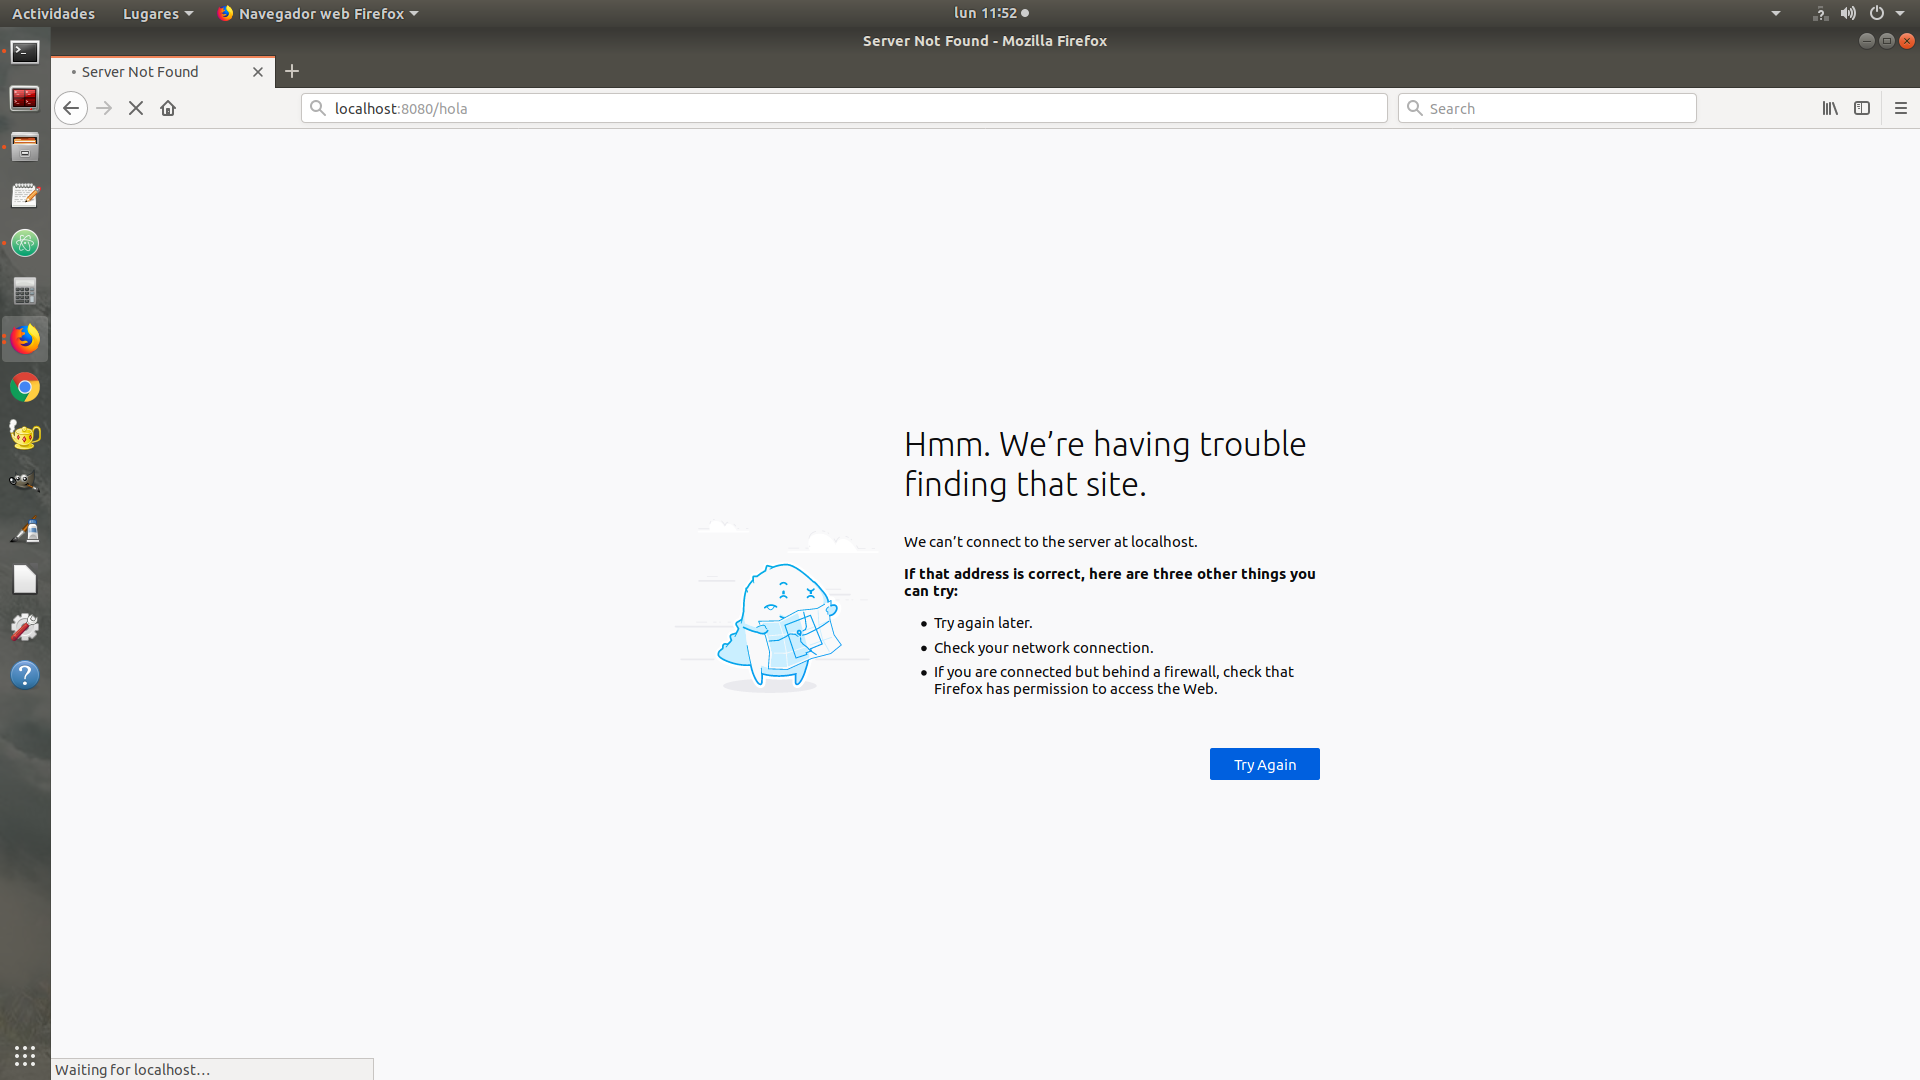 Actividades
Lugares
Navegador web Firefox
lun 11:52
Server Not Found - Mozilla Firefox
Server Not Found
localhost:8080/hola
Search
Hmm. We’re having trouble
finding that site.
We can’t connect to the server at localhost.
If that address is correct, here are three other things you
can try:
Try again later.
Check your network connection.
If you are connected but behind a firewall, check that
Firefox has permission to access the Web.
Try Again
Waiting for localhost…